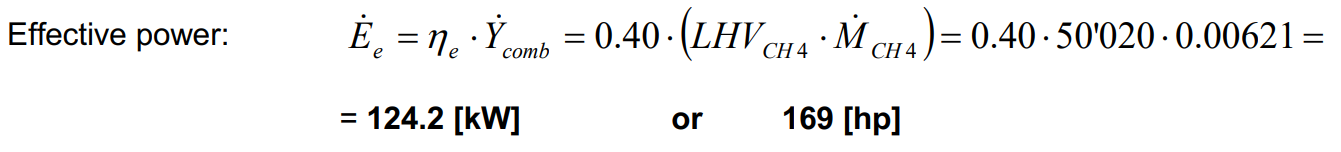 Effective power: Ė_e = η_e · Ẏ_comb = 0.40 · (LHV_CH4 · Ṁ_CH4) = 0.40 · 50'020 · 0.00621 =
= 124.2 [kW] or 169 [hp]